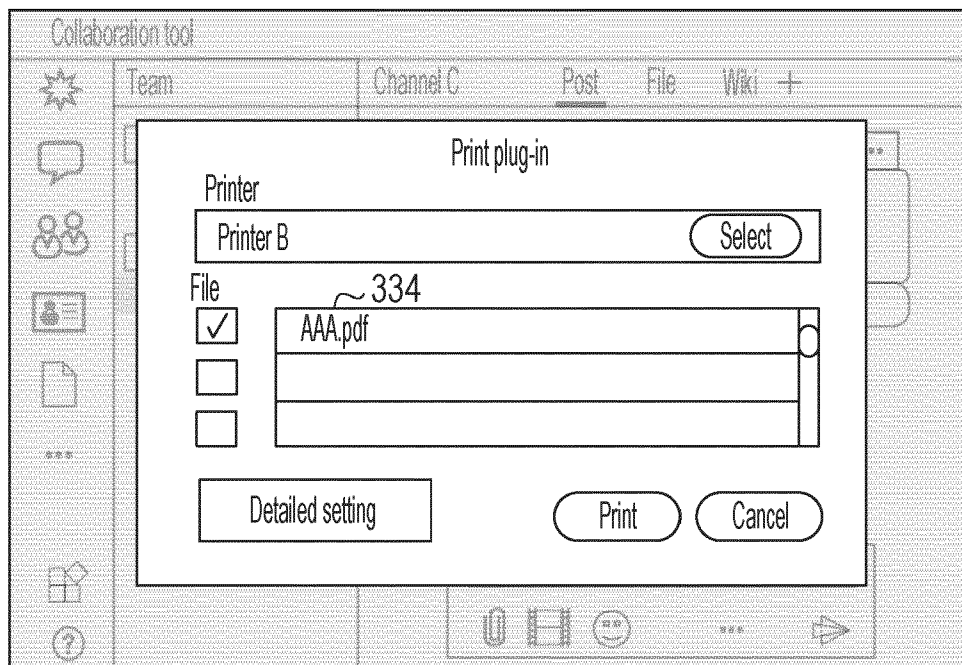 Collaboration tool
Team Channel C Post File Wiki +
Print plug-in
Printer
Printer B Select
File 334
AAA.pdf
Detailed setting Print Cancel
?